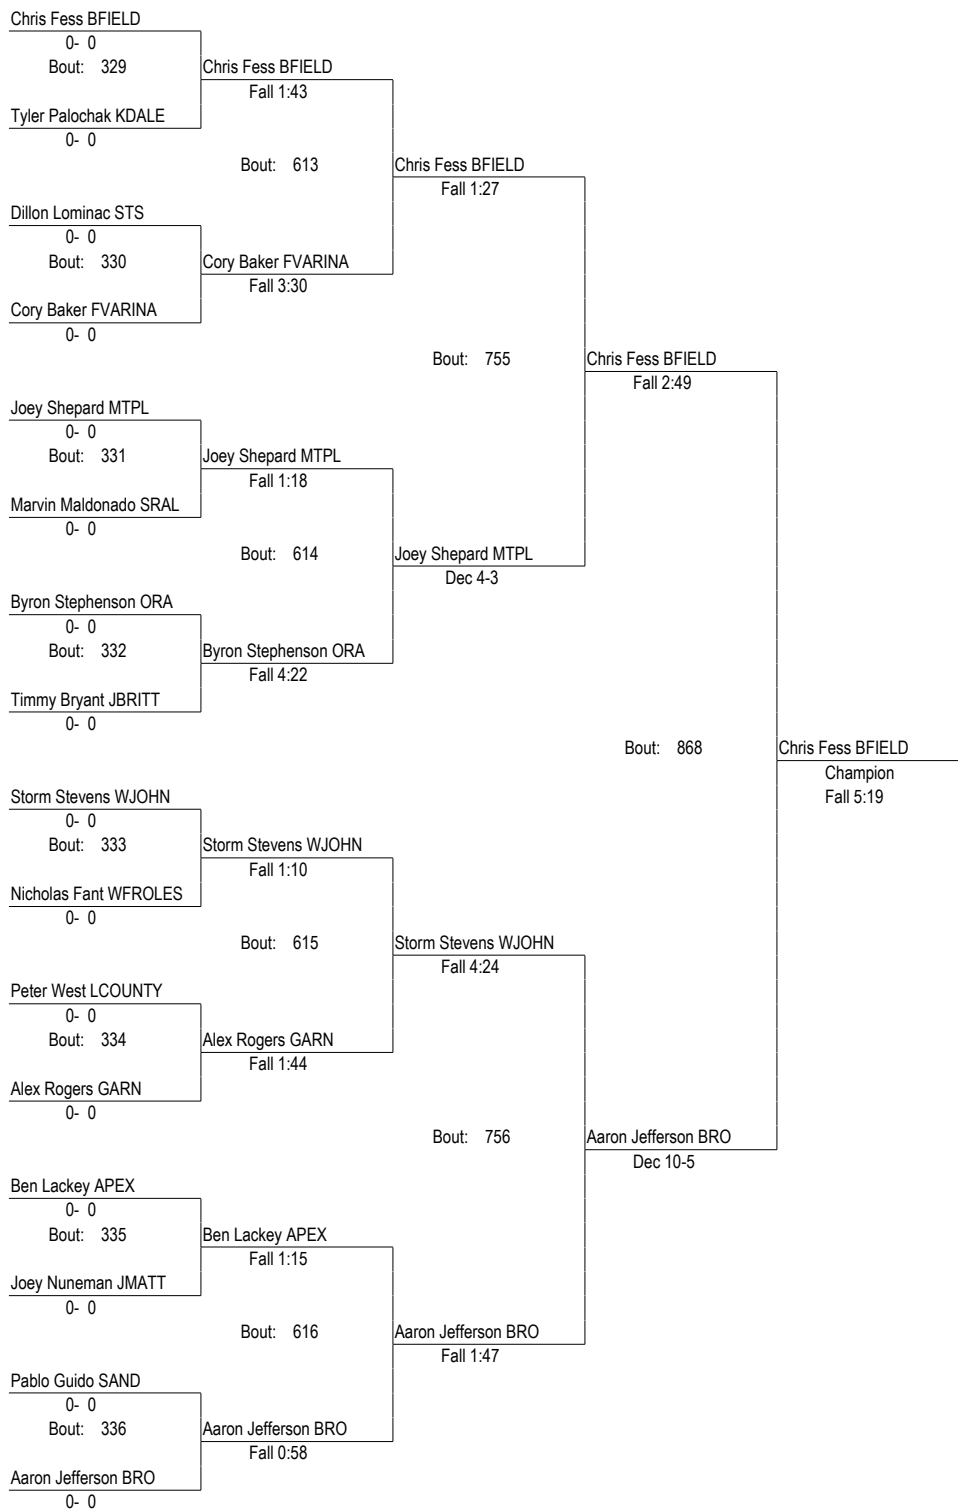 Chris Fess BFIELD
0- 0
Bout: 329
Chris Fess BFIELD
Fall 1:43
Tyler Palochak KDALE
0- 0
Bout: 613
Chris Fess BFIELD
Fall 1:27
Dillon Lominac STS
0- 0
Bout: 330
Cory Baker FVARINA
Fall 3:30
Cory Baker FVARINA
0- 0
Bout: 755
Chris Fess BFIELD
Fall 2:49
Joey Shepard MTPL
0- 0
Bout: 331
Joey Shepard MTPL
Fall 1:18
Marvin Maldonado SRAL
0- 0
Bout: 614
Joey Shepard MTPL
Dec 4-3
Byron Stephenson ORA
0- 0
Bout: 332
Byron Stephenson ORA
Fall 4:22
Timmy Bryant JBRITT
0- 0
Bout: 868
Chris Fess BFIELD
Champion
Fall 5:19
Storm Stevens WJOHN
0- 0
Bout: 333
Storm Stevens WJOHN
Fall 1:10
Nicholas Fant WFROLES
0- 0
Bout: 615
Storm Stevens WJOHN
Fall 4:24
Peter West LCOUNTY
0- 0
Bout: 334
Alex Rogers GARN
Fall 1:44
Alex Rogers GARN
0- 0
Bout: 756
Aaron Jefferson BRO
Dec 10-5
Ben Lackey APEX
0- 0
Bout: 335
Ben Lackey APEX
Fall 1:15
Joey Nuneman JMATT
0- 0
Bout: 616
Aaron Jefferson BRO
Fall 1:47
Pablo Guido SAND
0- 0
Bout: 336
Aaron Jefferson BRO
Fall 0:58
Aaron Jefferson BRO
0- 0